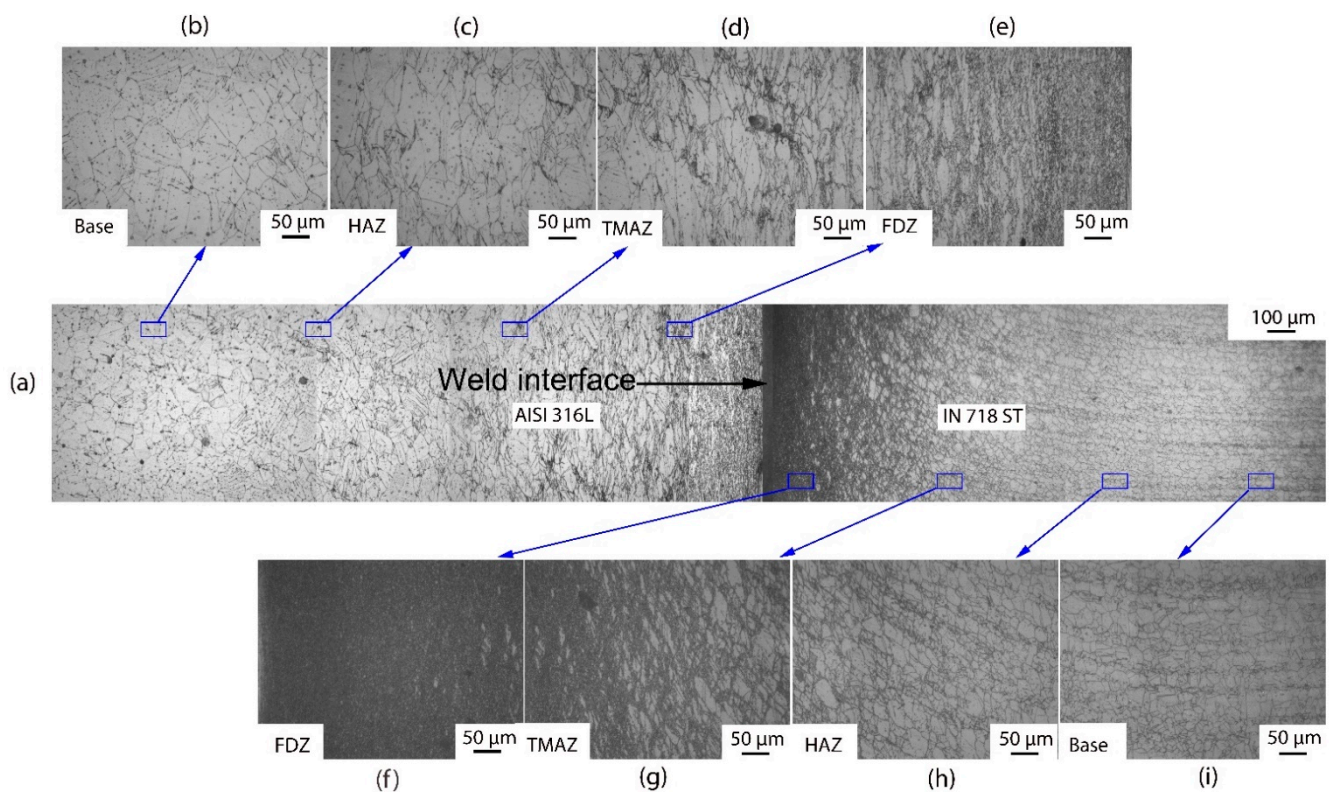 (b) (c) (d) (e)
Base 50 µm HAZ 50 µm TMAZ 50 µm FDZ 50 µm
100 µm
(a)
Weld interface
AISI 316L IN 718 ST
FDZ 50 µm TMAZ 50 µm HAZ 50 µm Base 50 µm
(f) (g) (h) (i)